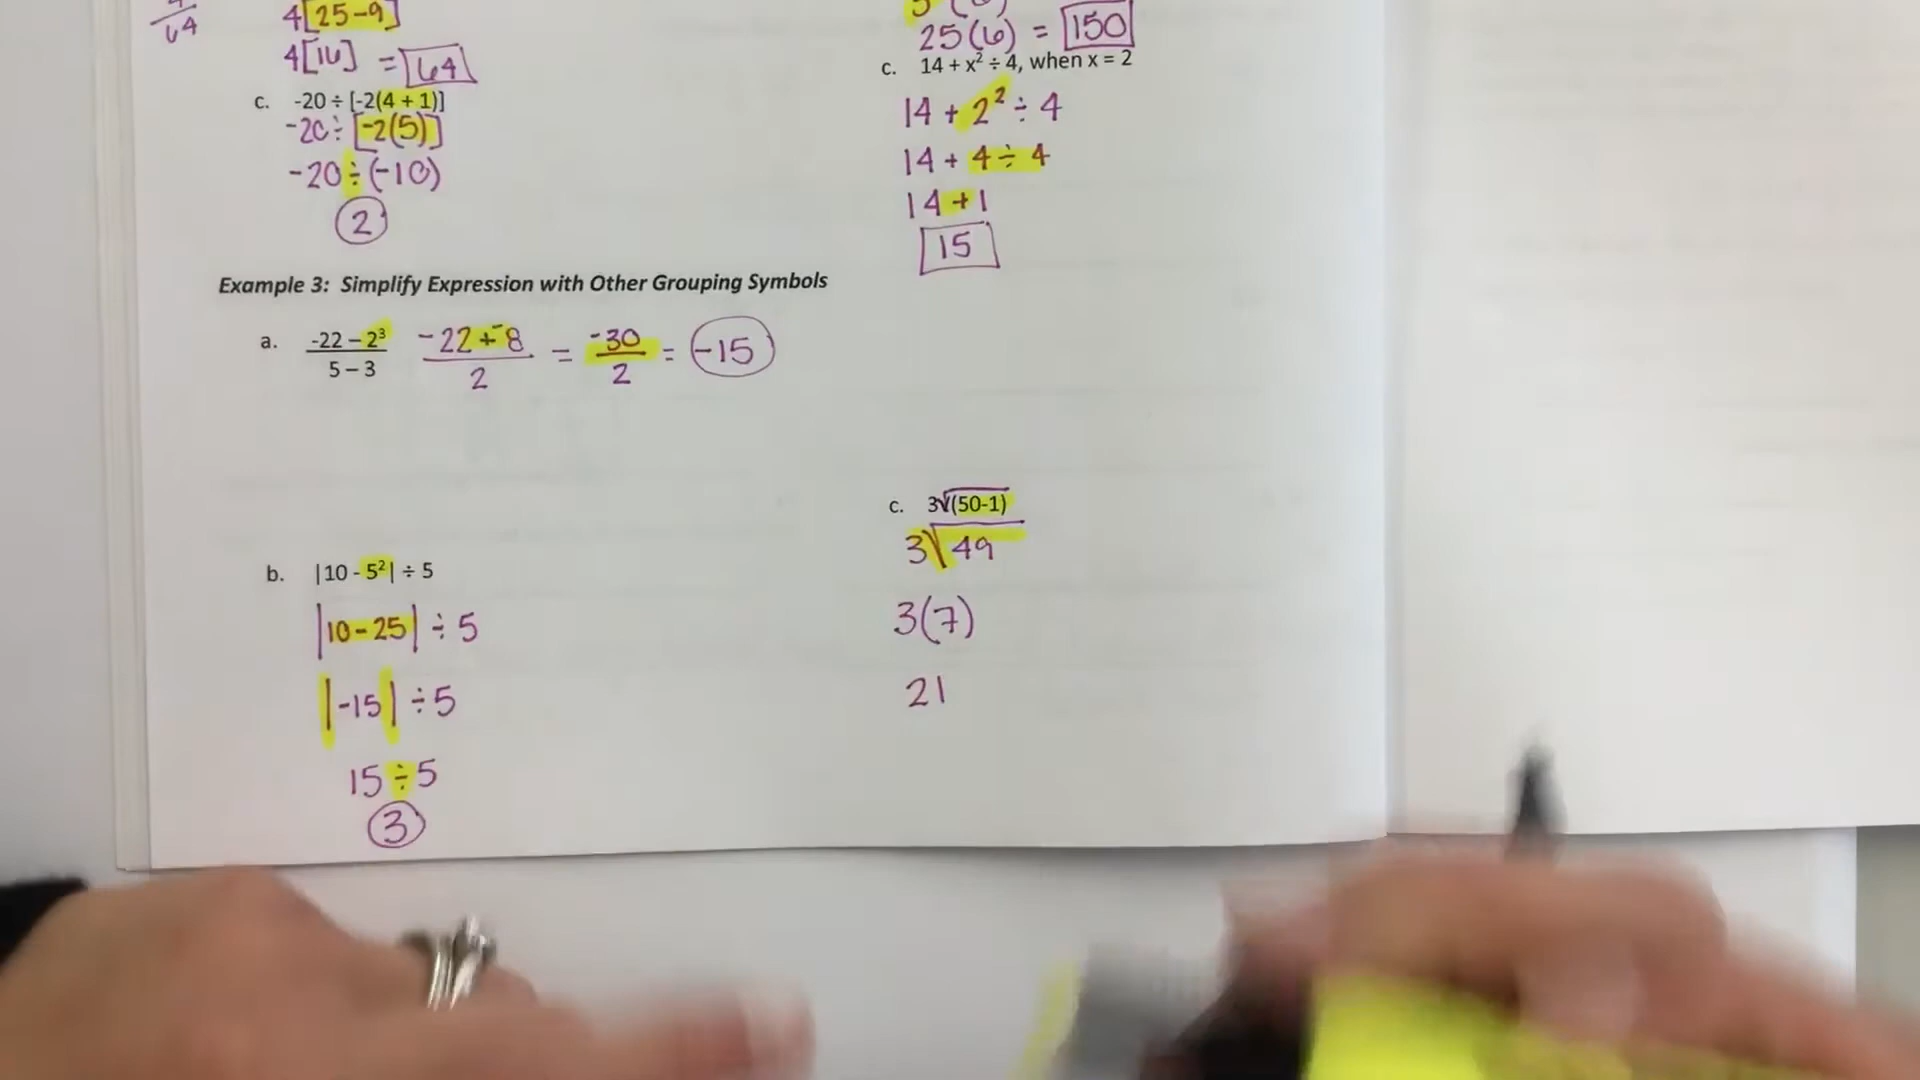 64
4[25-9]
4[16] = 64
c. -20 ÷ [-2(4 + 1)]
-20 ÷ [-2(5)]
-20 ÷ (-10)
2
25(6) = 150
c. 14 + x² ÷ 4, when x = 2
14 + 2² ÷ 4
14 + 4 ÷ 4
14 + 1
15
Example 3: Simplify Expression with Other Grouping Symbols
a. -22 – 2³ / 5 – 3 -22 + -8 / 2 = -30 / 2 = -15
b. |10 - 5²| ÷ 5
|10-25| ÷ 5
|-15| ÷ 5
15 ÷ 5
3
c. 3√(50-1)
3√49
3(7)
21